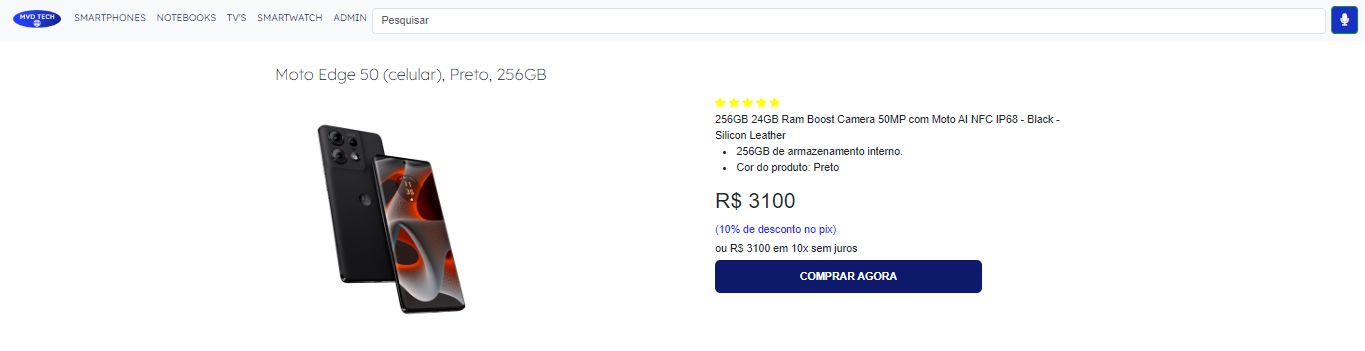 MVD TECH
SMARTPHONES NOTEBOOKS TV'S SMARTWATCH ADMIN Pesquisar
Moto Edge 50 (celular), Preto, 256GB
256GB 24GB Ram Boost Camera 50MP com Moto AI NFC IP68 - Black -
Silicon Leather
256GB de armazenamento interno.
Cor do produto: Preto
R$ 3100
(10% de desconto no pix)
ou R$ 3100 em 10x sem juros
COMPRAR AGORA
11
35